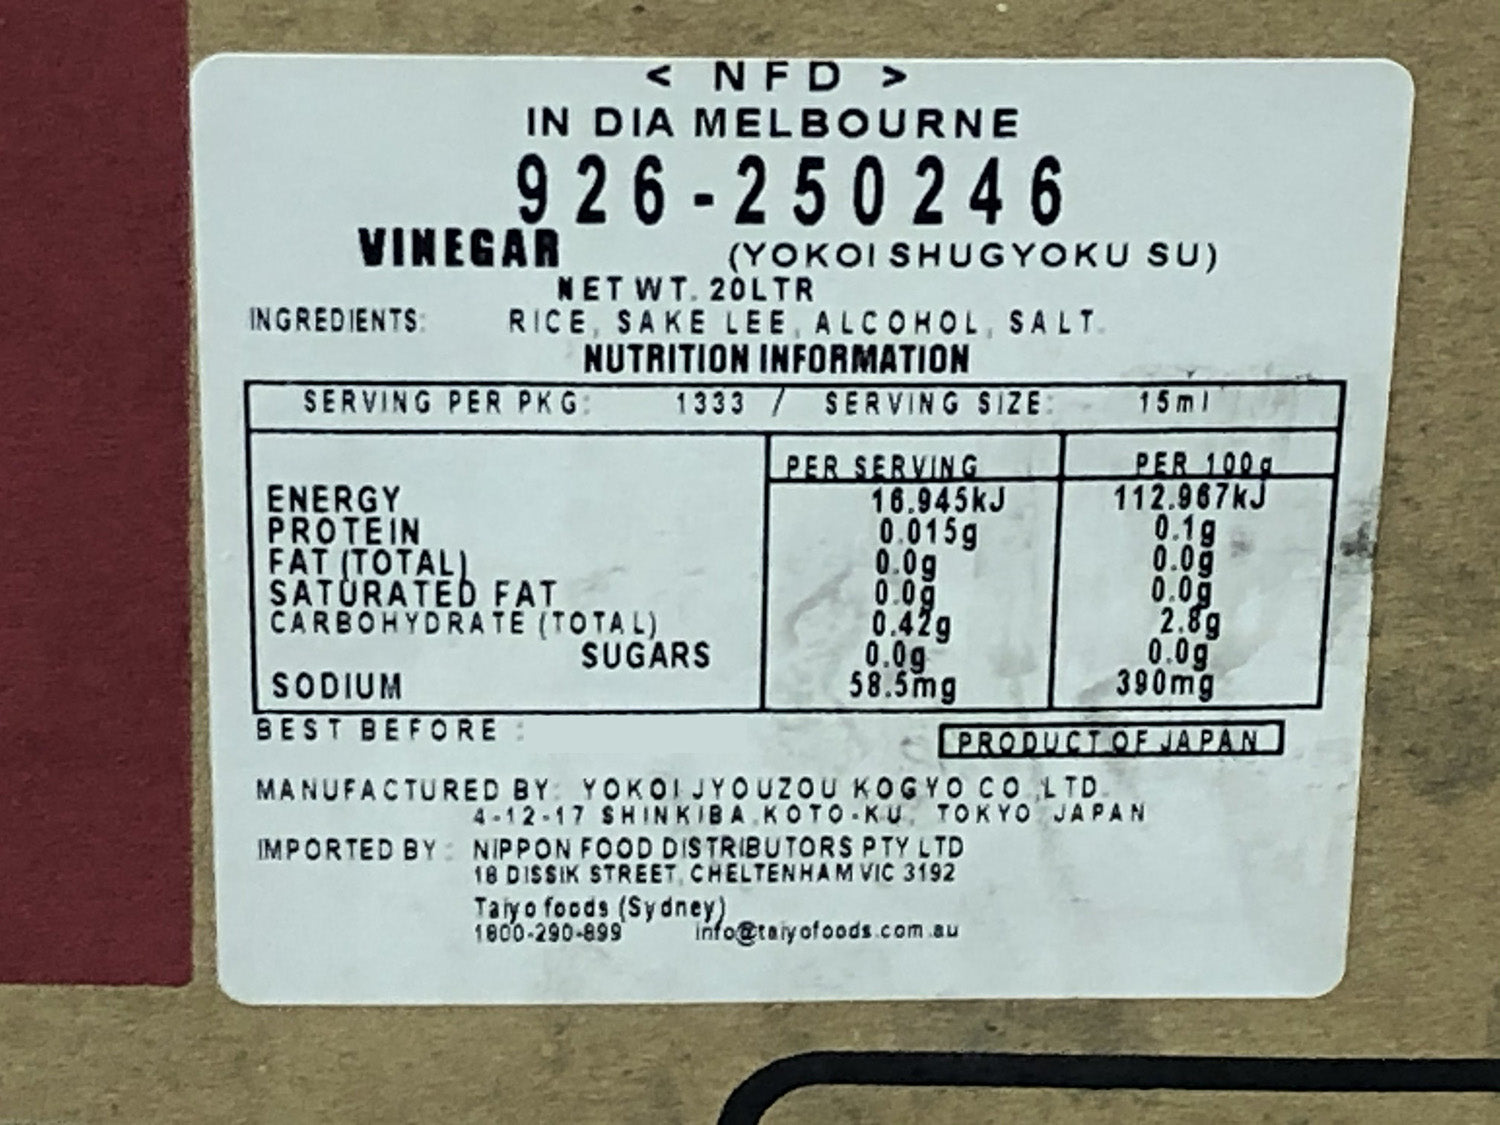 < NFD >
IN DIA MELBOURNE
926-250246
VINEGAR (YOKOI SHUGYOKU SU)
NET WT. 20LTR
INGREDIENTS: RICE, SAKE LEE, ALCOHOL, SALT.
NUTRITION INFORMATION
SERVING PER PKG: 1333 / SERVING SIZE: 15ml
PER SERVING PER 100g
ENERGY 16.945kJ 112.967kJ
PROTEIN 0.015g 0.1g
FAT (TOTAL) 0.0g 0.0g
SATURATED FAT 0.0g 0.0g
CARBOHYDRATE (TOTAL) 0.42g 2.8g
SUGARS 0.0g 0.0g
SODIUM 58.5mg 390mg
BEST BEFORE :
PRODUCT OF JAPAN
MANUFACTURED BY: YOKOI JYOUZOU KOGYO CO.,LTD.
4-12-17 SHINKIBA, KOTO-KU, TOKYO JAPAN
IMPORTED BY: NIPPON FOOD DISTRIBUTORS PTY LTD
18 DISSIK STREET, CHELTENHAM VIC 3192
Taiyo foods (Sydney)
1800-290-899 info@taiyofoods.com.au